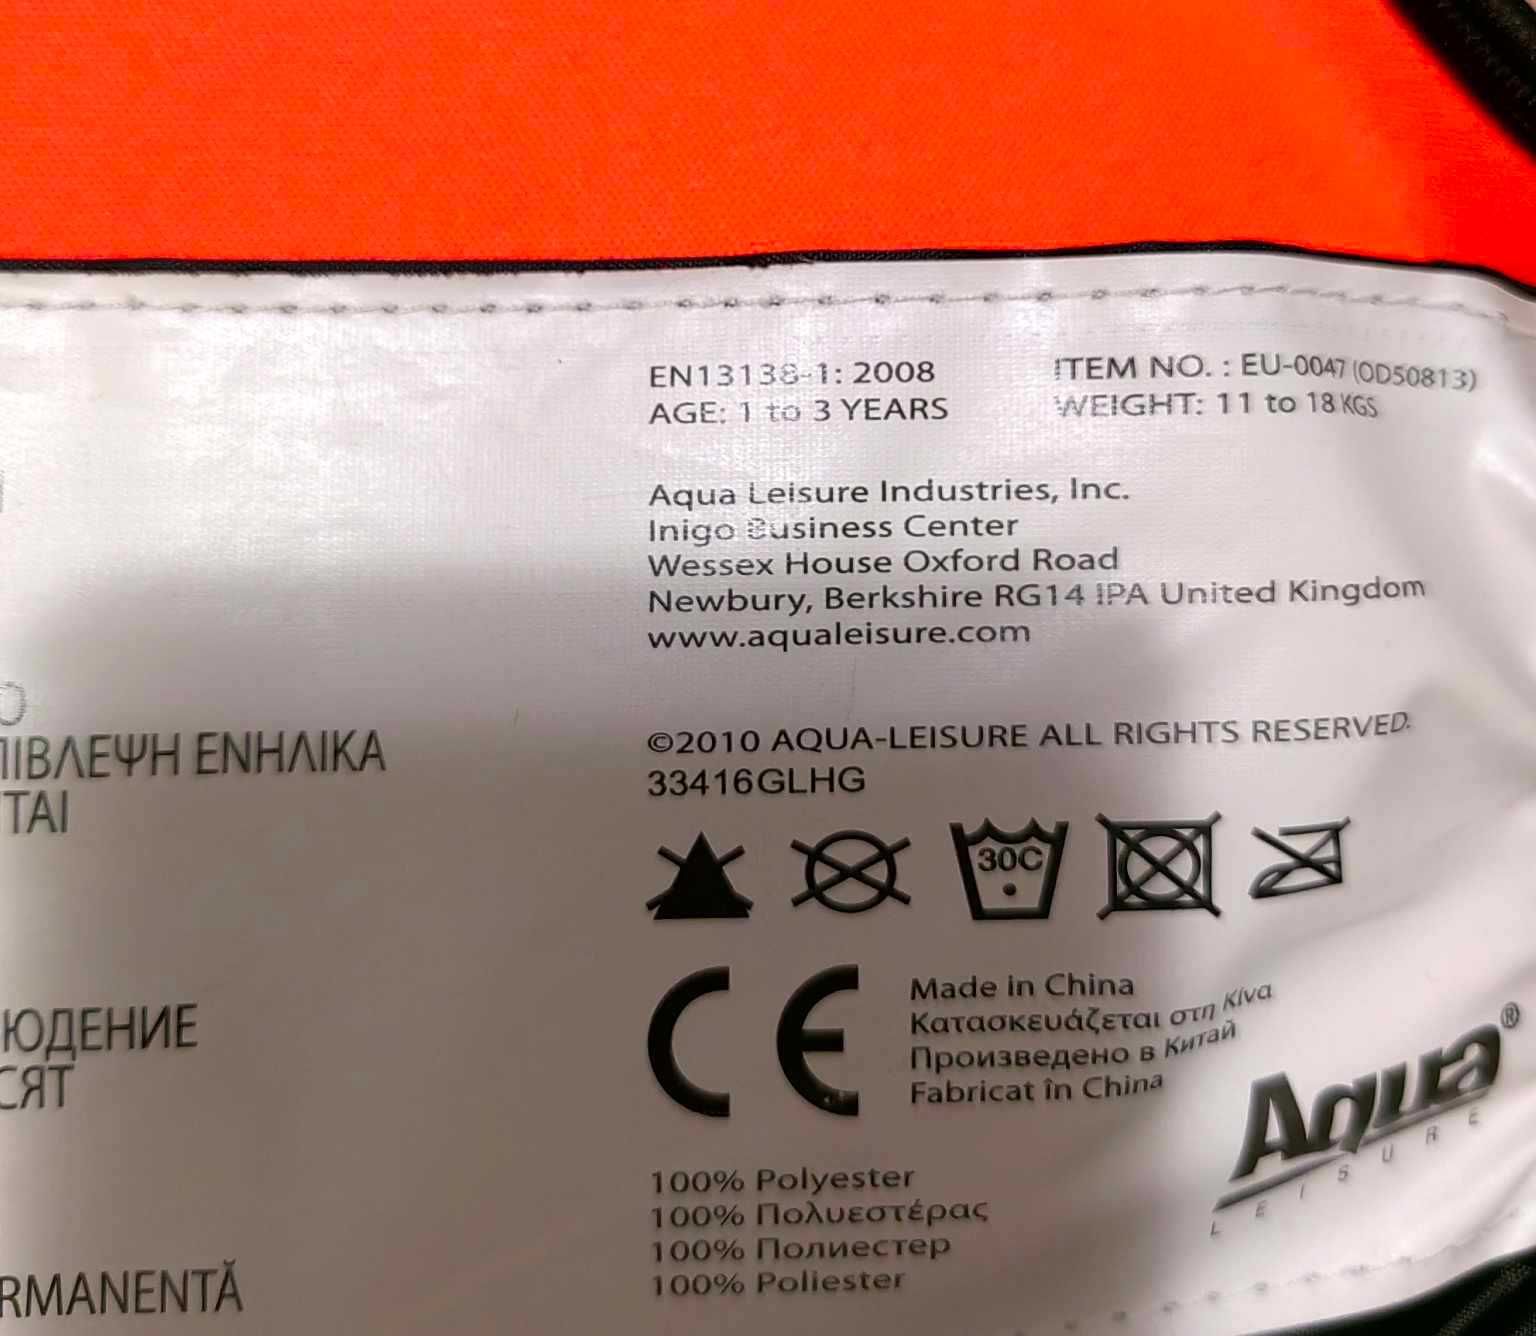 EN13138-1: 2008
AGE: 1 to 3 YEARS
ITEM NO. : EU-0047 (OD50813)
WEIGHT: 11 to 18 KGS
Aqua Leisure Industries, Inc.
Inigo Business Center
Wessex House Oxford Road
Newbury, Berkshire RG14 IPA United Kingdom
www.aqualeisure.com
ΠΙΒΛΕΨΗ ΕΝΗΛΙΚΑ
ΤΑΙ
©2010 AQUA-LEISURE ALL RIGHTS RESERVED.
33416GLHG
30C
ЮДЕНИЕ
СЯТ
CE
Made in China
Κατασκευάζεται στη Κίνα
Произведено в Китай
Fabricat în China
Aqua®
LEISURE
100% Polyester
100% Πολυεστέρας
100% Полиестер
100% Poliester
RMANENTĂ